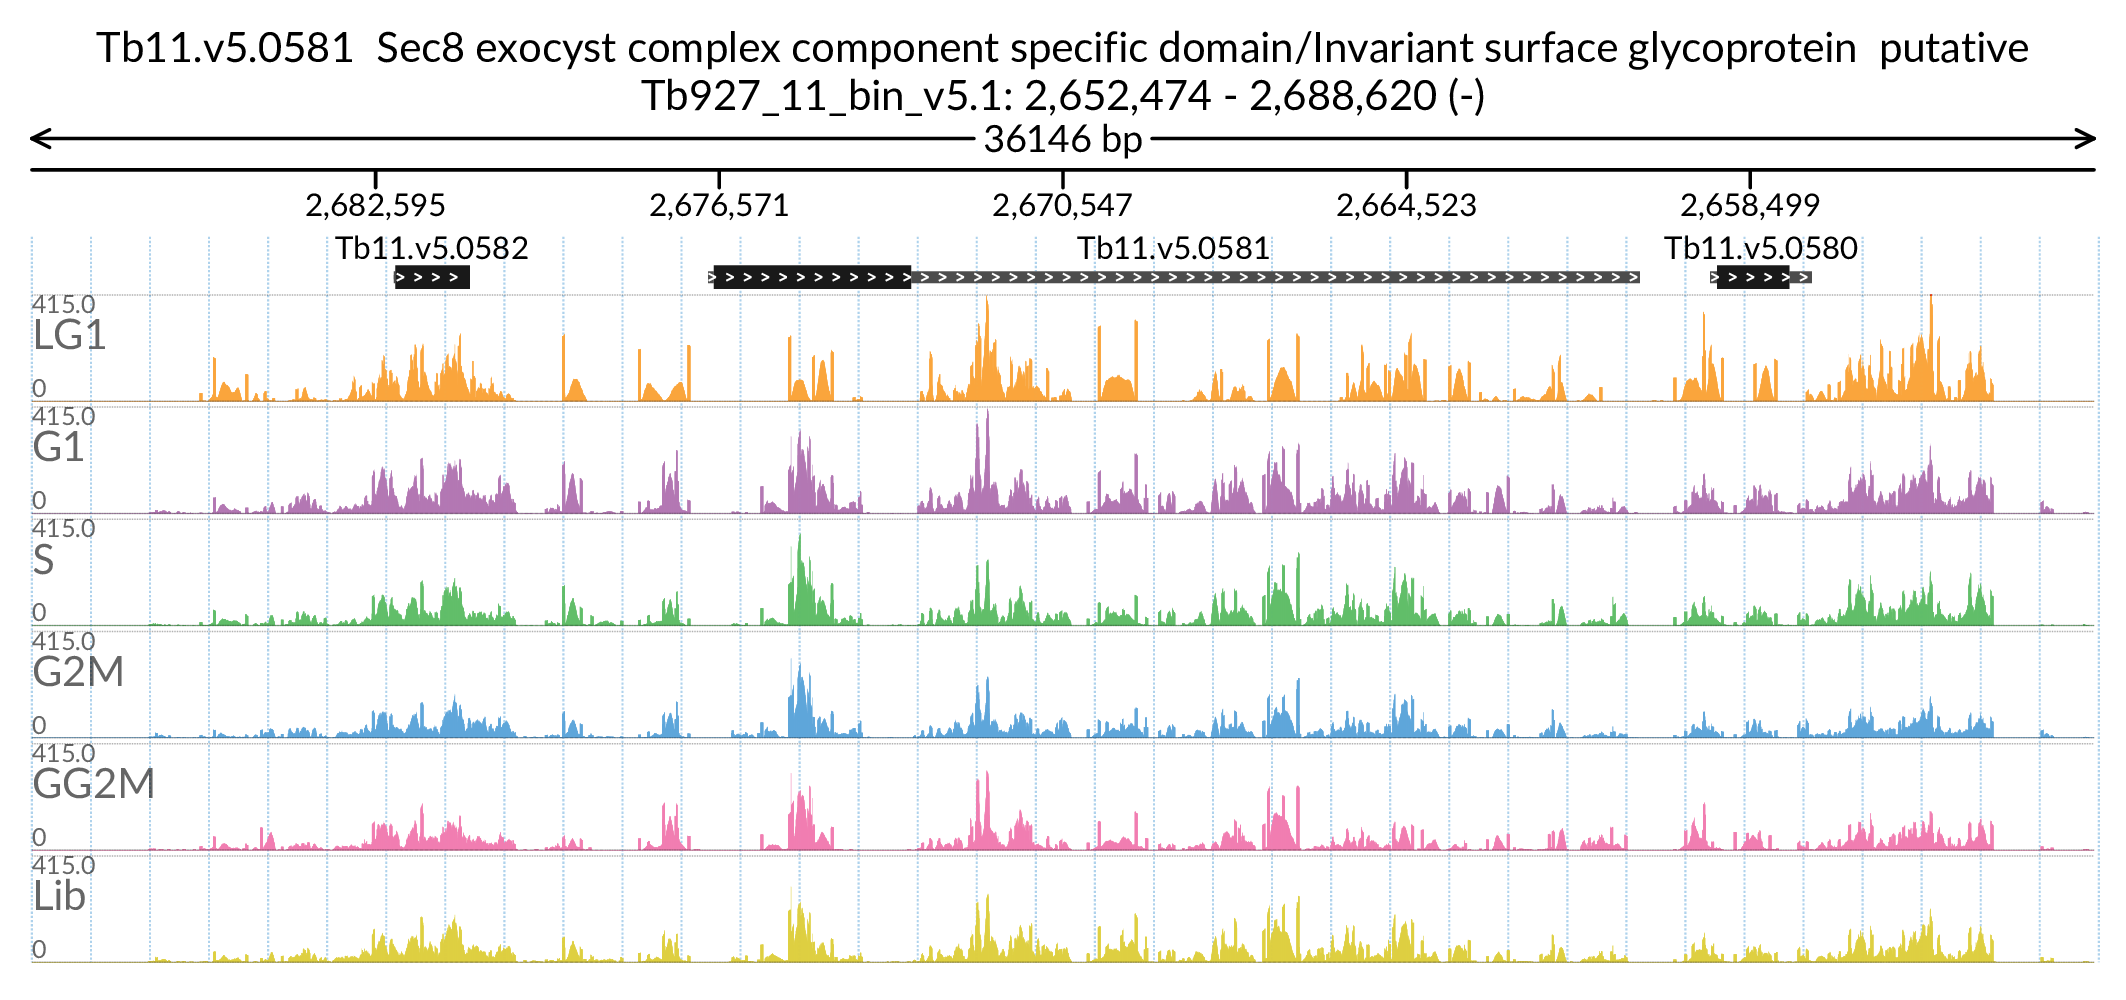 Tb11.v5.0581 Sec8 exocyst complex component specific domain/Invariant surface glycoprotein putative
Tb927_11_bin_v5.1: 2,652,474 - 2,688,620 (-)
36146 bp
2,682,595 2,676,571 2,670,547 2,664,523 2,658,499
Tb11.v5.0582 Tb11.v5.0581 Tb11.v5.0580
415.0
LG1
0
415.0
G1
0
415.0
S
0
415.0
G2M
0
415.0
GG2M
0
415.0
Lib
0